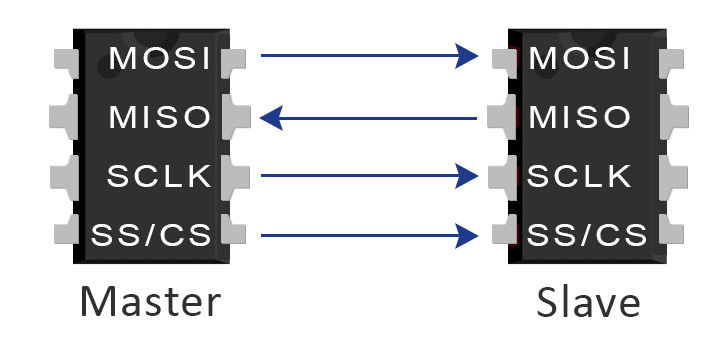 MOSI
MISO
SCLK
SS/CS
Master
MOSI
MISO
SCLK
SS/CS
Slave